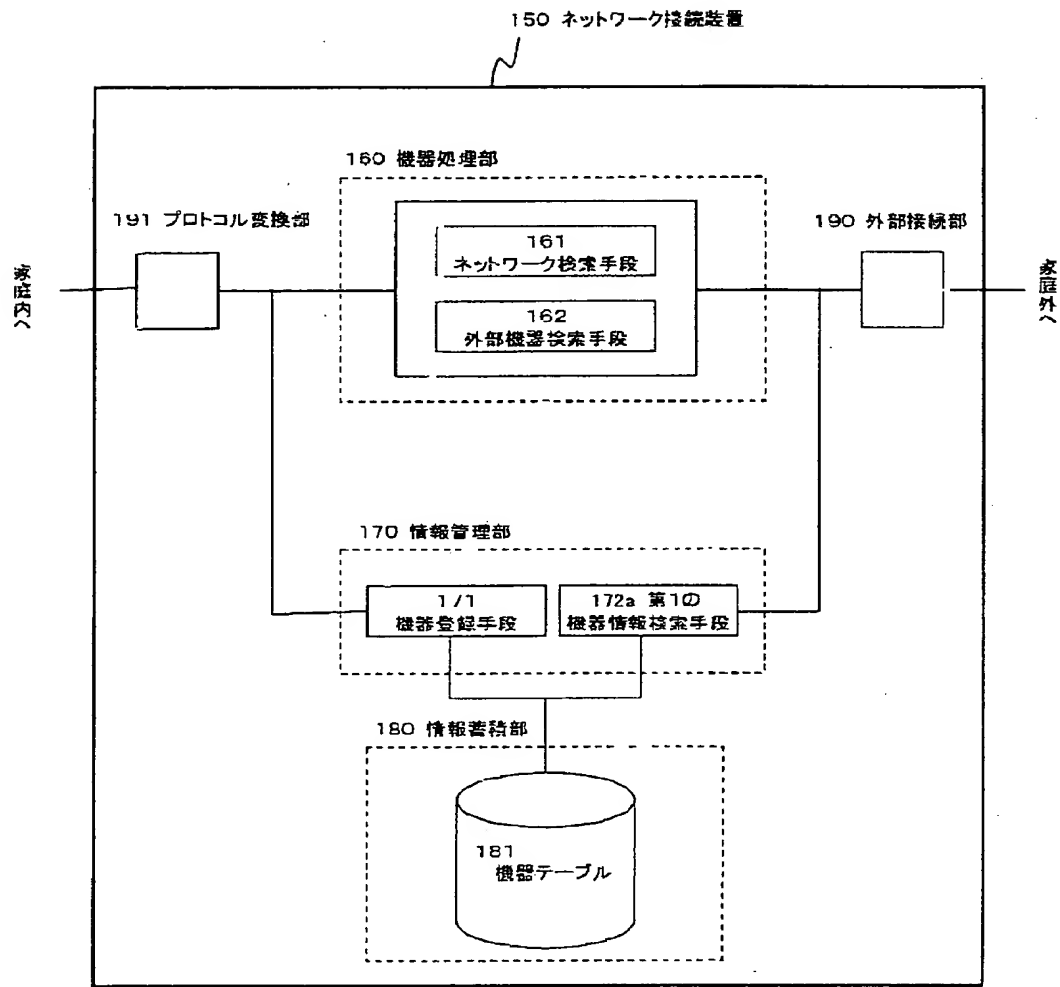 150 ネットワーク接続装置
160 機器処理部
191 プロトコル変換部
161
ネットワーク検索手段
190 外部接続部
162
外部機器検索手段
家庭内へ
家庭外へ
170 情報管理部
1/1
機器登録手段
172a 第1の
機器情報検索手段
180 情報蓄積部
181
機器テーブル